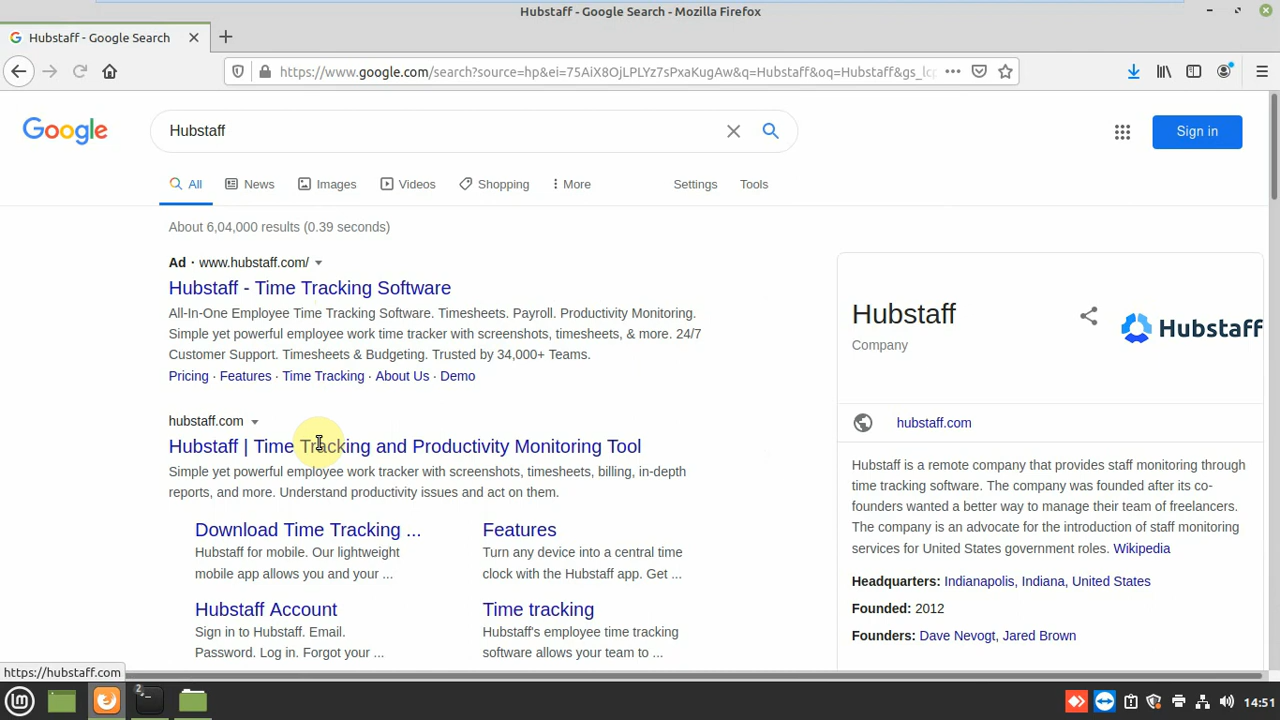 Hubstaff - Google Search - Mozilla Firefox
Hubstaff - Google Search
https://www.google.com/search?source=hp&ei=75AiX8OjLPLYz7sPxaKugAw&q=Hubstaff&oq=Hubstaff&gs_lcp
Google
Hubstaff
Sign in
All
News
Images
Videos
Shopping
More
Settings
Tools
About 6,04,000 results (0.39 seconds)
Ad · www.hubstaff.com/
Hubstaff - Time Tracking Software
All-In-One Employee Time Tracking Software. Timesheets. Payroll. Productivity Monitoring.
Simple yet powerful employee work time tracker with screenshots, timesheets, & more. 24/7
Customer Support. Timesheets & Budgeting. Trusted by 34,000+ Teams.
Pricing · Features · Time Tracking · About Us · Demo
hubstaff.com
Hubstaff | Time Tracking and Productivity Monitoring Tool
Simple yet powerful employee work tracker with screenshots, timesheets, billing, in-depth
reports, and more. Understand productivity issues and act on them.
Download Time Tracking ...
Hubstaff for mobile. Our lightweight
mobile app allows you and your ...
Features
Turn any device into a central time
clock with the Hubstaff app. Get ...
Hubstaff Account
Sign in to Hubstaff. Email.
Password. Log in. Forgot your ...
Time tracking
Hubstaff's employee time tracking
software allows your team to ...
Hubstaff
Company
Hubstaff
hubstaff.com
Hubstaff is a remote company that provides staff monitoring through
time tracking software. The company was founded after its co-
founders wanted a better way to manage their team of freelancers.
The company is an advocate for the introduction of staff monitoring
services for United States government roles. Wikipedia
Headquarters: Indianapolis, Indiana, United States
Founded: 2012
Founders: Dave Nevogt, Jared Brown
https://hubstaff.com
2
14:51